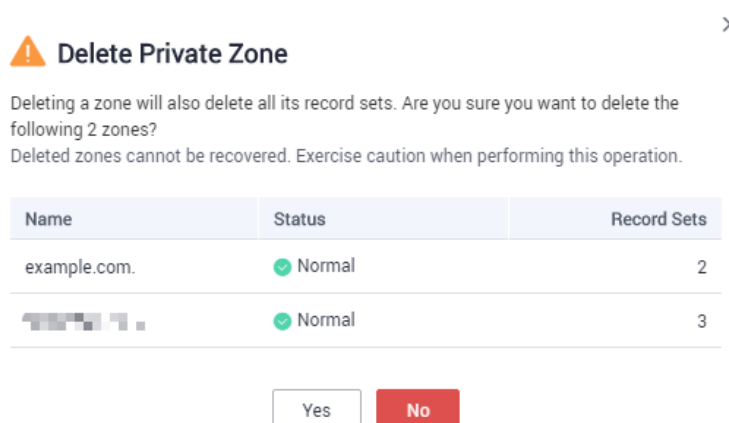 Delete Private Zone
Deleting a zone will also delete all its record sets. Are you sure you want to delete the
following 2 zones?
Deleted zones cannot be recovered. Exercise caution when performing this operation.
Name Status Record Sets
example.com. Normal 2
Normal 3
Yes No